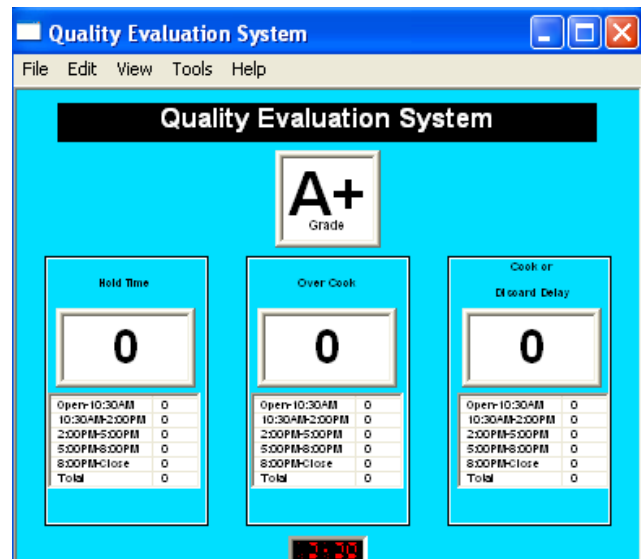 Quality Evaluation System
File Edit View Tools Help
Quality Evaluation System
A+
Grade
Hold Time
0
Open-10:30AM 0
10:30AM-2:00PM 0
2:00PM-5:00PM 0
5:00PM-8:00PM 0
8:00PM-Close 0
Total 0
Over Cook
0
Open-10:30AM 0
10:30AM-2:00PM 0
2:00PM-5:00PM 0
5:00PM-8:00PM 0
8:00PM-Close 0
Total 0
Cook or
Discard Delay
0
Open-10:30AM 0
10:30AM-2:00PM 0
2:00PM-5:00PM 0
5:00PM-8:00PM 0
8:00PM-Close 0
Total 0